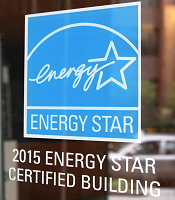 energy
ENERGY STAR
2015 ENERGY STAR
CERTIFIED BUILDING